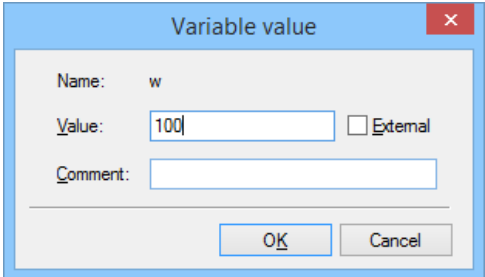 Variable value
Name: w
Value: 100 External
Comment:
OK Cancel